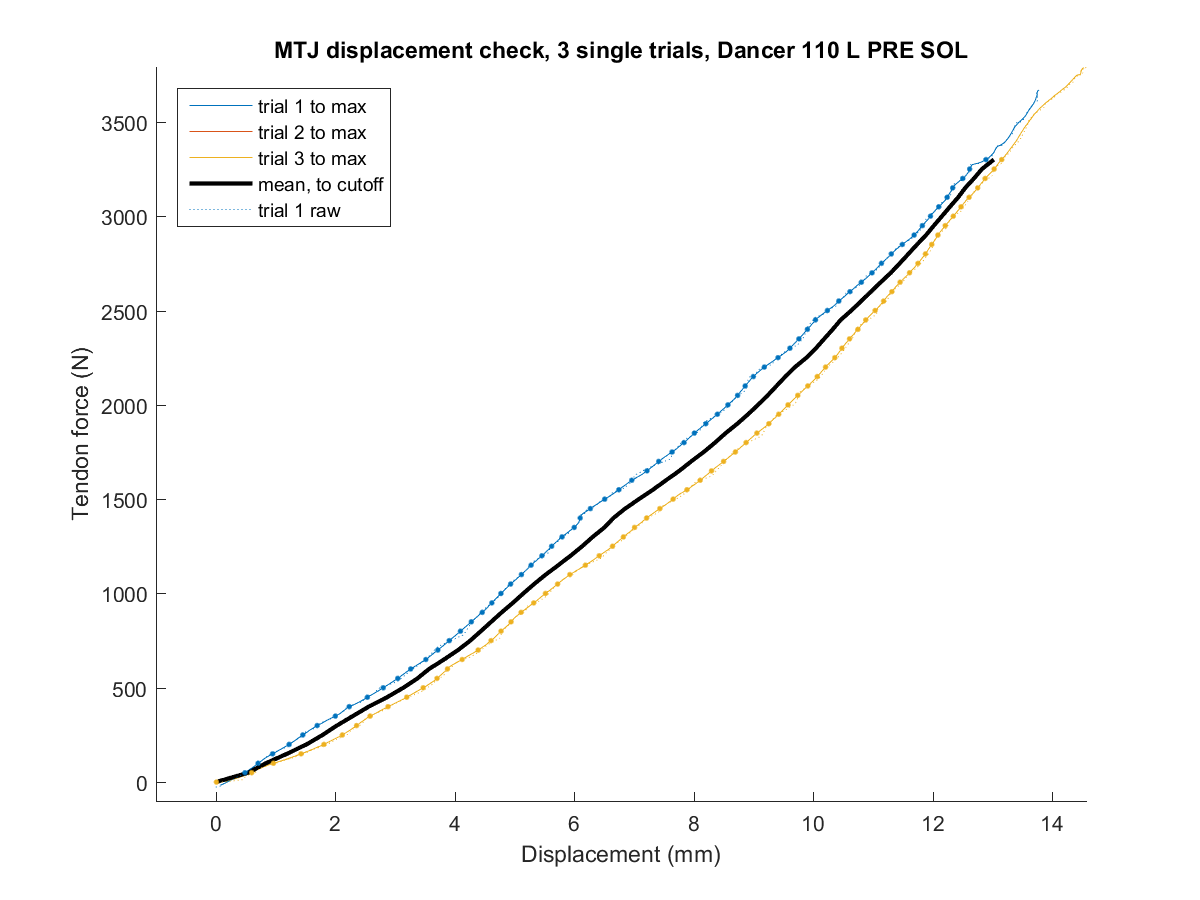 MTJ displacement check, 3 single trials, Dancer 110 L PRE SOL
trial 1 to max
trial 2 to max
trial 3 to max
mean, to cutoff
trial 1 raw
3500
3000
2500
2000
1500
1000
500
0
Tendon force (N)
0 2 4 6 8 10 12 14
Displacement (mm)